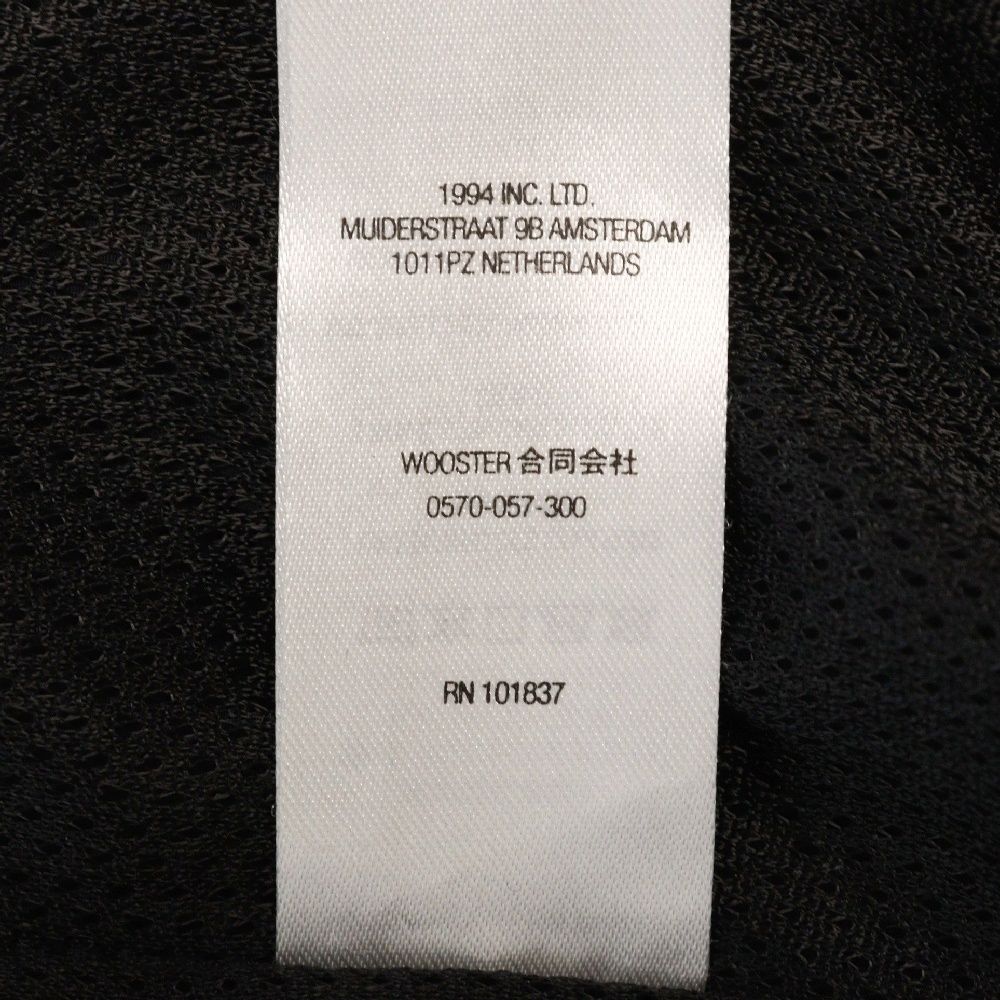 1994 INC. LTD.
MUIDERSTRAAT 9B AMSTERDAM
1011PZ NETHERLANDS
WOOSTER 合同会社
0570-057-300
RN 101837